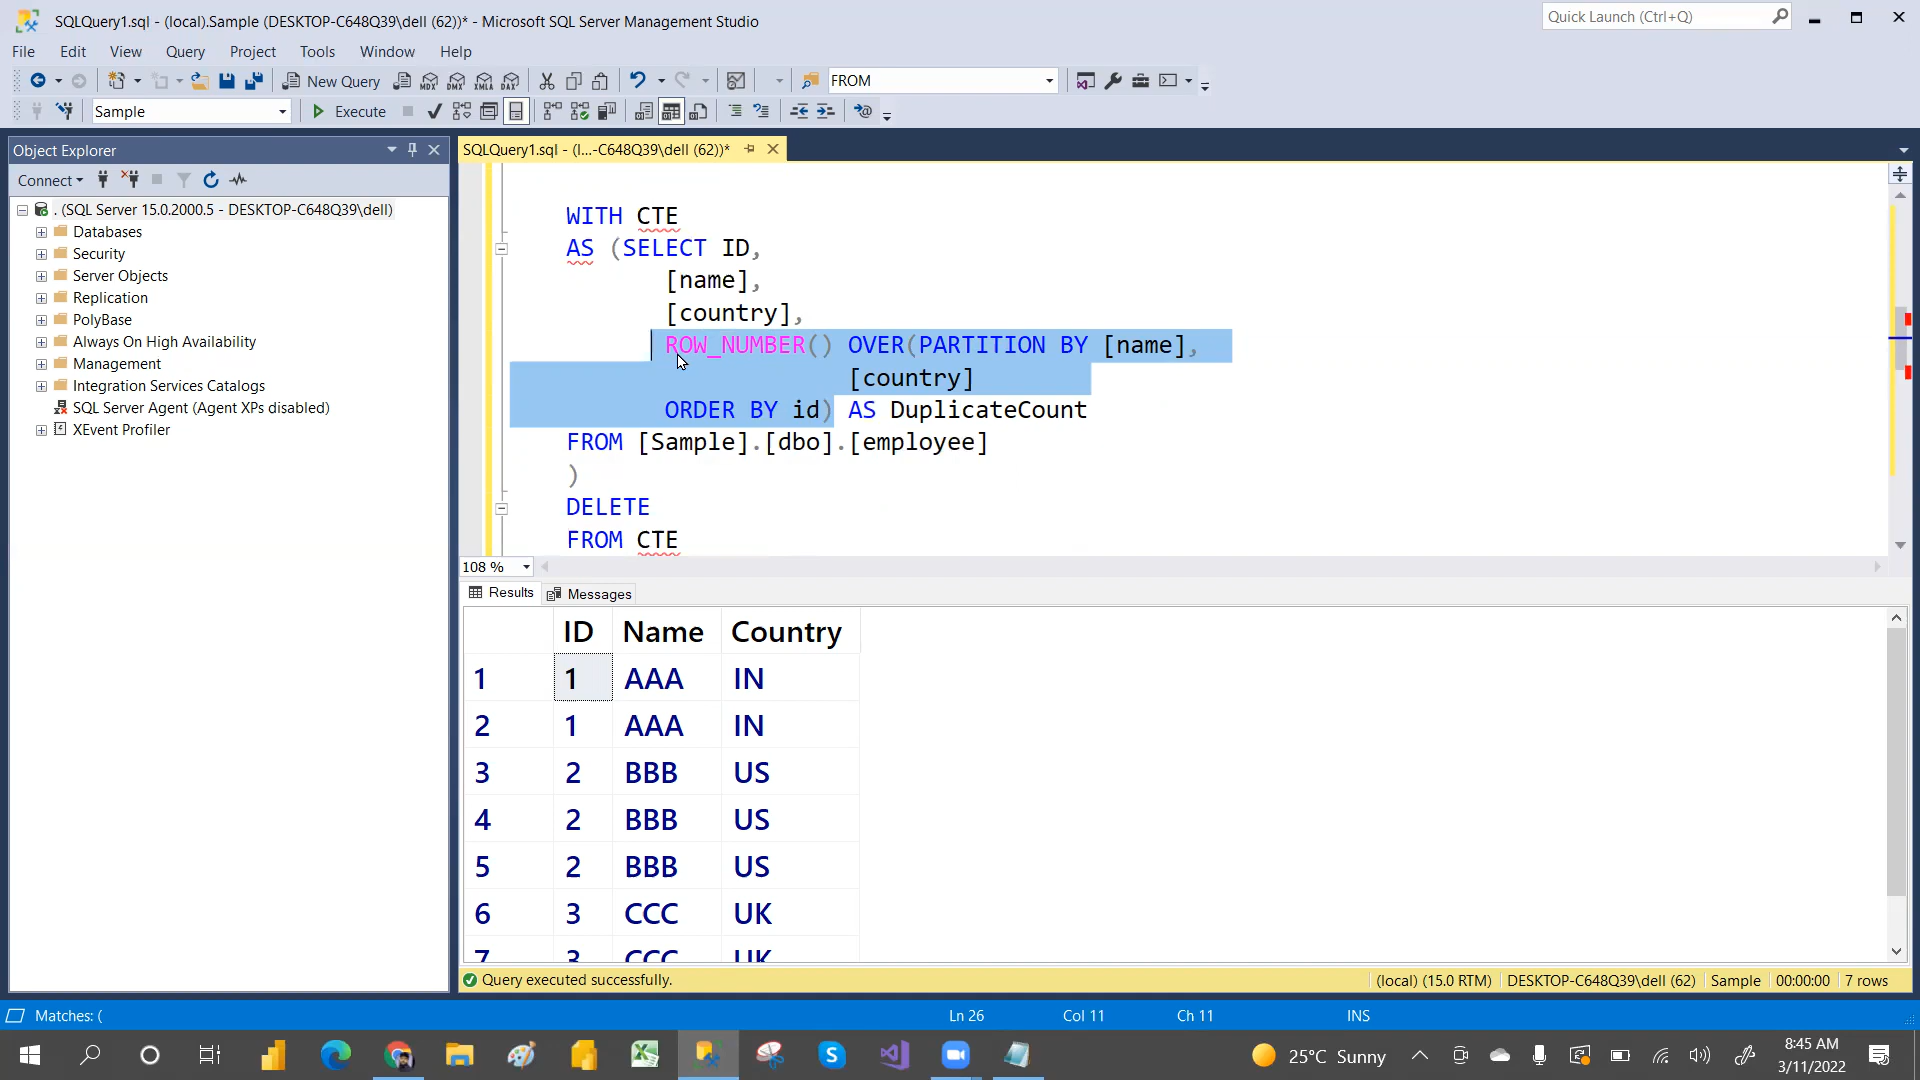 SQLQuery1.sql - (local).Sample (DESKTOP-C648Q39\dell (62))* - Microsoft SQL Server Management Studio
Quick Launch (Ctrl+Q)
File Edit View Query Project Tools Window Help
New Query
MDX DMX XMLA DAX
FROM
Sample
Execute
Object Explorer
SQLQuery1.sql - (l...-C648Q39\dell (62))*
Connect
. (SQL Server 15.0.2000.5 - DESKTOP-C648Q39\dell)
Databases
Security
Server Objects
Replication
PolyBase
Always On High Availability
Management
Integration Services Catalogs
SQL Server Agent (Agent XPs disabled)
XEvent Profiler
WITH CTE
AS (SELECT ID,
[name],
[country],
ROW_NUMBER() OVER(PARTITION BY [name],
[country]
ORDER BY id) AS DuplicateCount
FROM [Sample].[dbo].[employee]
)
DELETE
FROM CTE
108 %
Results Messages
ID Name Country
1 1 AAA IN
2 1 AAA IN
3 2 BBB US
4 2 BBB US
5 2 BBB US
6 3 CCC UK
7 3 CCC UK
Query executed successfully.
(local) (15.0 RTM) DESKTOP-C648Q39\dell (62) Sample 00:00:00 7 rows
Matches: (
Ln 26 Col 11 Ch 11 INS
25°C Sunny
8:45 AM
3/11/2022